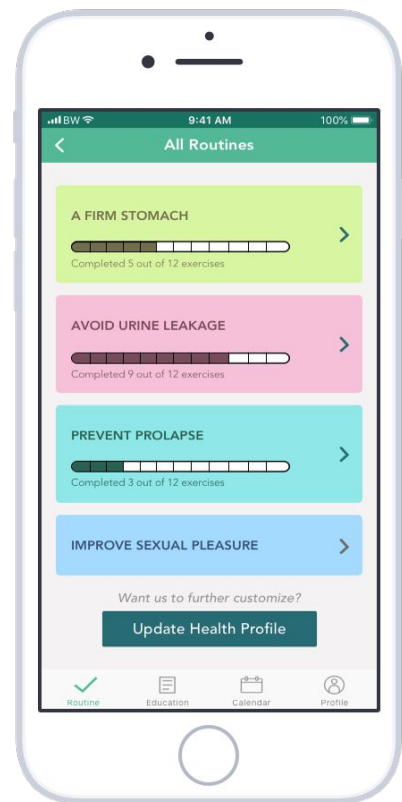 BW 9:41 AM 100%
All Routines
A FIRM STOMACH
Completed 5 out of 12 exercises
AVOID URINE LEAKAGE
Completed 9 out of 12 exercises
PREVENT PROLAPSE
Completed 3 out of 12 exercises
IMPROVE SEXUAL PLEASURE
Want us to further customize?
Update Health Profile
Routine Education Calendar Profile